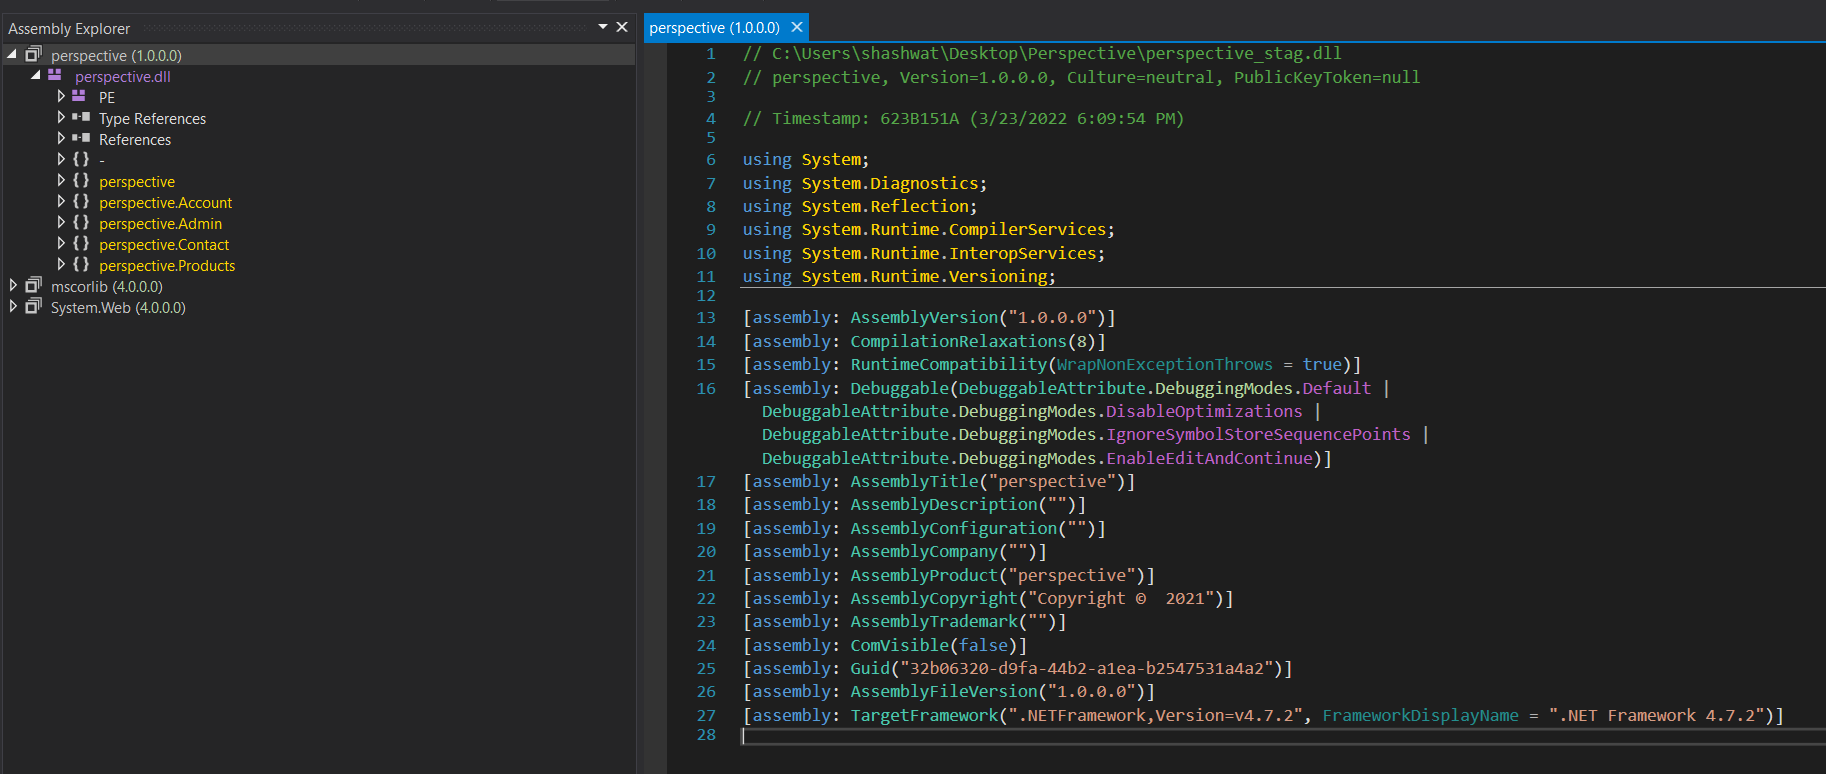 Assembly Explorer
perspective (1.0.0.0)
perspective.dll
PE
Type References
References
-
perspective
perspective.Account
perspective.Admin
perspective.Contact
perspective.Products
mscorlib (4.0.0.0)
System.Web (4.0.0.0)
perspective (1.0.0.0)
1 // C:\Users\shashwat\Desktop\Perspective\perspective_stag.dll
2 // perspective, Version=1.0.0.0, Culture=neutral, PublicKeyToken=null
3
4 // Timestamp: 623B151A (3/23/2022 6:09:54 PM)
5
6 using System;
7 using System.Diagnostics;
8 using System.Reflection;
9 using System.Runtime.CompilerServices;
10 using System.Runtime.InteropServices;
11 using System.Runtime.Versioning;
12
13 [assembly: AssemblyVersion("1.0.0.0")]
14 [assembly: CompilationRelaxations(8)]
15 [assembly: RuntimeCompatibility(WrapNonExceptionThrows = true)]
16 [assembly: Debuggable(DebuggableAttribute.DebuggingModes.Default |
DebuggableAttribute.DebuggingModes.DisableOptimizations |
DebuggableAttribute.DebuggingModes.IgnoreSymbolStoreSequencePoints |
DebuggableAttribute.DebuggingModes.EnableEditAndContinue)]
17 [assembly: AssemblyTitle("perspective")]
18 [assembly: AssemblyDescription("")]
19 [assembly: AssemblyConfiguration("")]
20 [assembly: AssemblyCompany("")]
21 [assembly: AssemblyProduct("perspective")]
22 [assembly: AssemblyCopyright("Copyright ©  2021")]
23 [assembly: AssemblyTrademark("")]
24 [assembly: ComVisible(false)]
25 [assembly: Guid("32b06320-d9fa-44b2-a1ea-b2547531a4a2")]
26 [assembly: AssemblyFileVersion("1.0.0.0")]
27 [assembly: TargetFramework(".NETFramework,Version=v4.7.2", FrameworkDisplayName = ".NET Framework 4.7.2")]
28